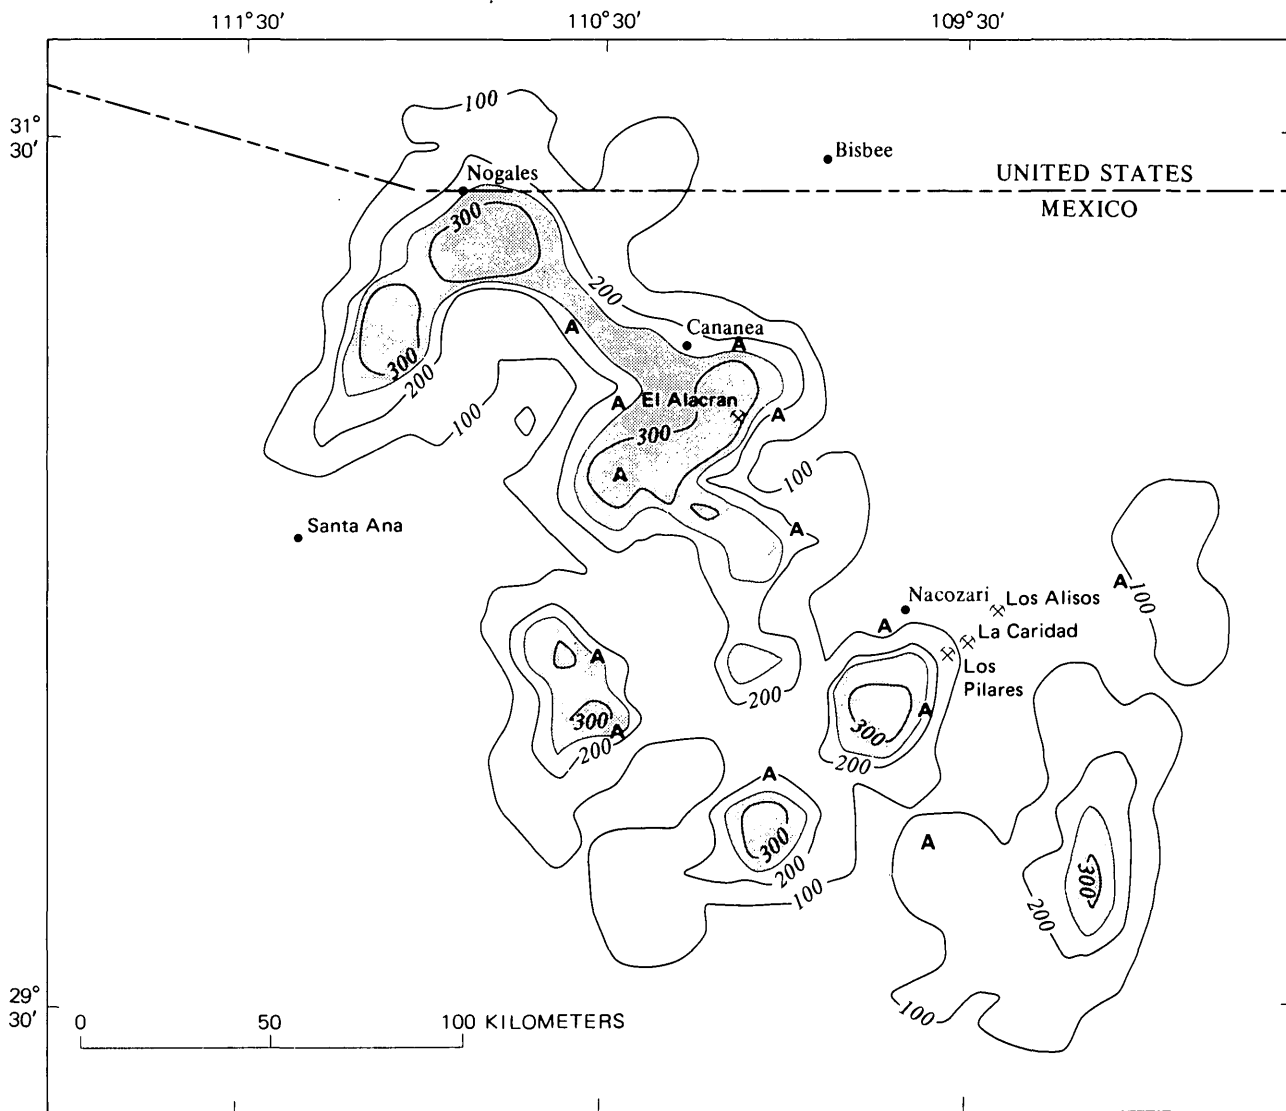 111°30' 110°30' 109°30'
100
31°
30'
Bisbee
Nogales
UNITED STATES
MEXICO
300
200
A
Cananea
A
300
200
El Alacran
A
A
100
300
A
100
Santa Ana
A
A
100
Nacozari
Los Alisos
A
La Caridad
A
Los
Pilares
200
A
300
A
300
200
200
A
300
A
200
300
100
200
29°
30'
100
0 50 100 KILOMETERS